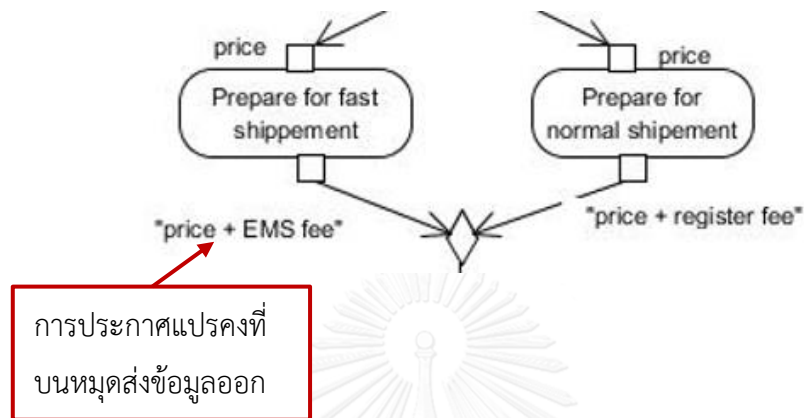 price
price
Prepare for fast
shippement
Prepare for
normal shipement
"price + EMS fee"
"price + register fee"
การประกาศแปรคงที่
บนหมุดส่งข้อมูลออก